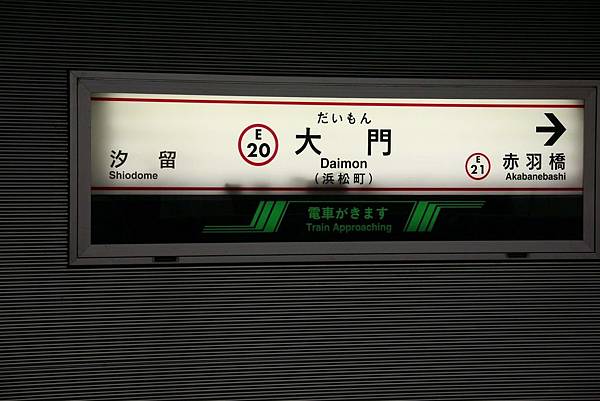 汐留
Shiodome
E
20
だいもん
大門
Daimon
（浜松町）
E
21
赤羽橋
Akabanebashi
電車がきます
Train Approaching